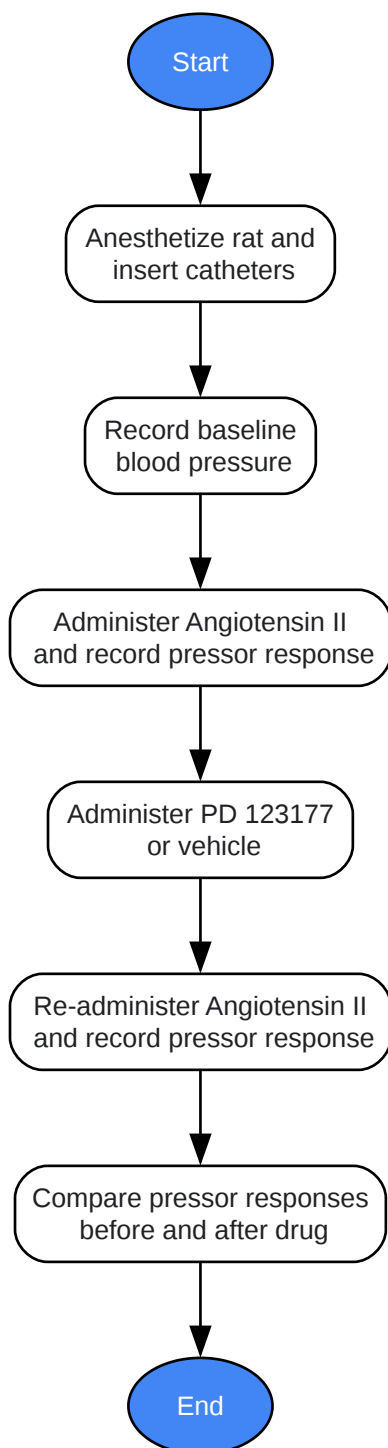 Start
Anesthetize rat and
insert catheters
Record baseline
blood pressure
Administer Angiotensin II
and record pressor response
Administer PD 123177
or vehicle
Re-administer Angiotensin II
and record pressor response
Compare pressor responses
before and after drug
End